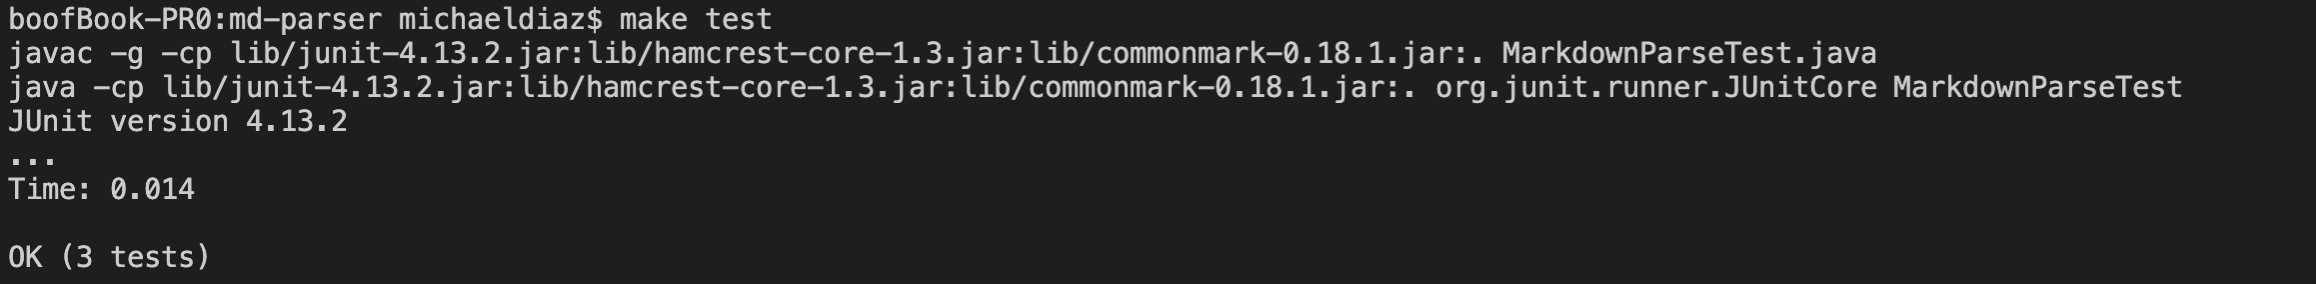 boofBook-PR0:md-parser michaeldiaz$ make test
javac -g -cp lib/junit-4.13.2.jar:lib/hamcrest-core-1.3.jar:lib/commonmark-0.18.1.jar:. MarkdownParseTest.java
java -cp lib/junit-4.13.2.jar:lib/hamcrest-core-1.3.jar:lib/commonmark-0.18.1.jar:. org.junit.runner.JUnitCore MarkdownParseTest
JUnit version 4.13.2
...
Time: 0.014
OK (3 tests)